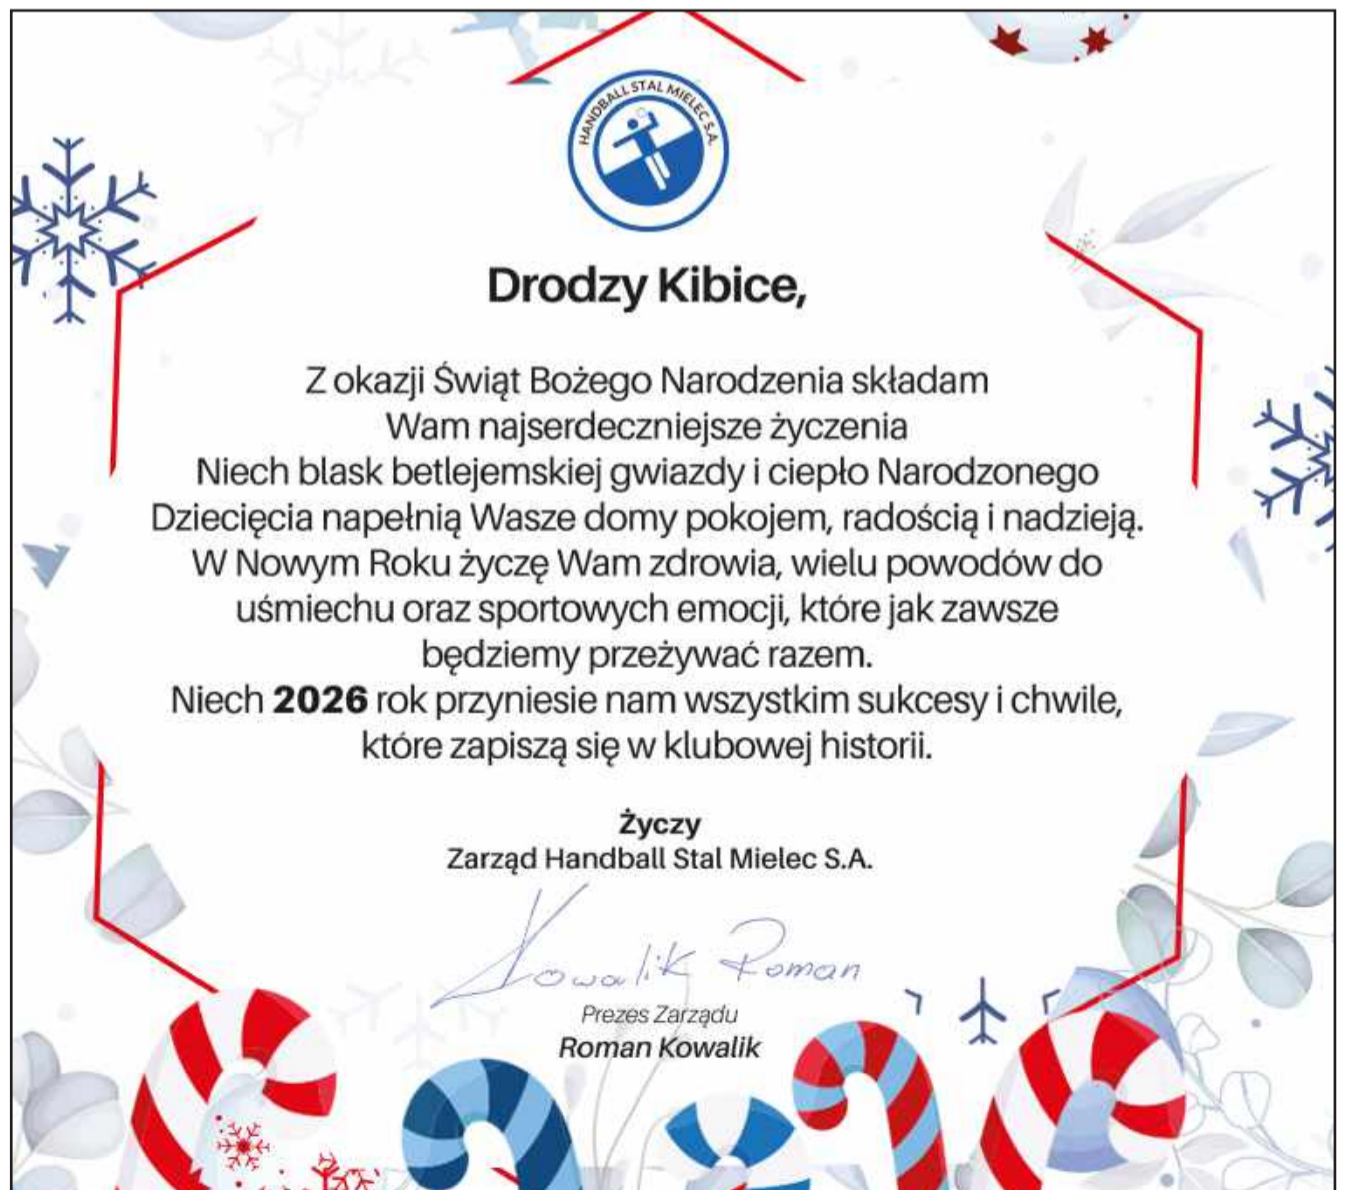 HANDBALL STAL MIELEC S.A.
Drodzy Kibice,
Z okazji Świąt Bożego Narodzenia składam
Wam najserdeczniejsze życzenia
Niech blask betlejemskiej gwiazdy i ciepło Narodzonego
Dziecięcia napełnią Wasze domy pokojem, radością i nadzieją.
W Nowym Roku życzę Wam zdrowia, wielu powodów do
uśmiechu oraz sportowych emocji, które jak zawsze
będziemy przeżywać razem.
Niech 2026 rok przyniesie nam wszystkim sukcesy i chwile,
które zapiszą się w klubowej historii.
Życzy
Zarząd Handball Stal Mielec S.A.
Kowalik Roman
Prezes Zarządu
Roman Kowalik